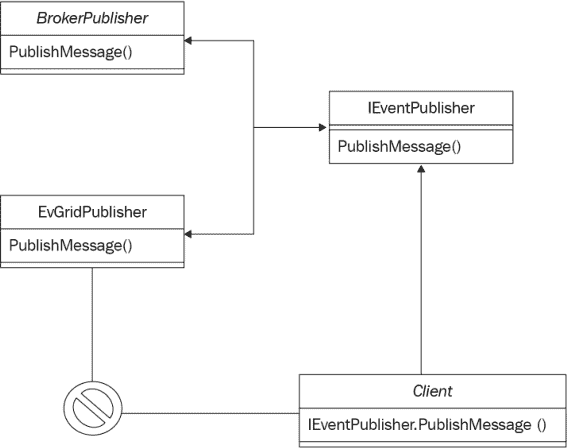 BrokerPublisher
PublishMessage()
IEventPublisher
PublishMessage()
EvGridPublisher
PublishMessage()
Client
IEventPublisher.PublishMessage ()